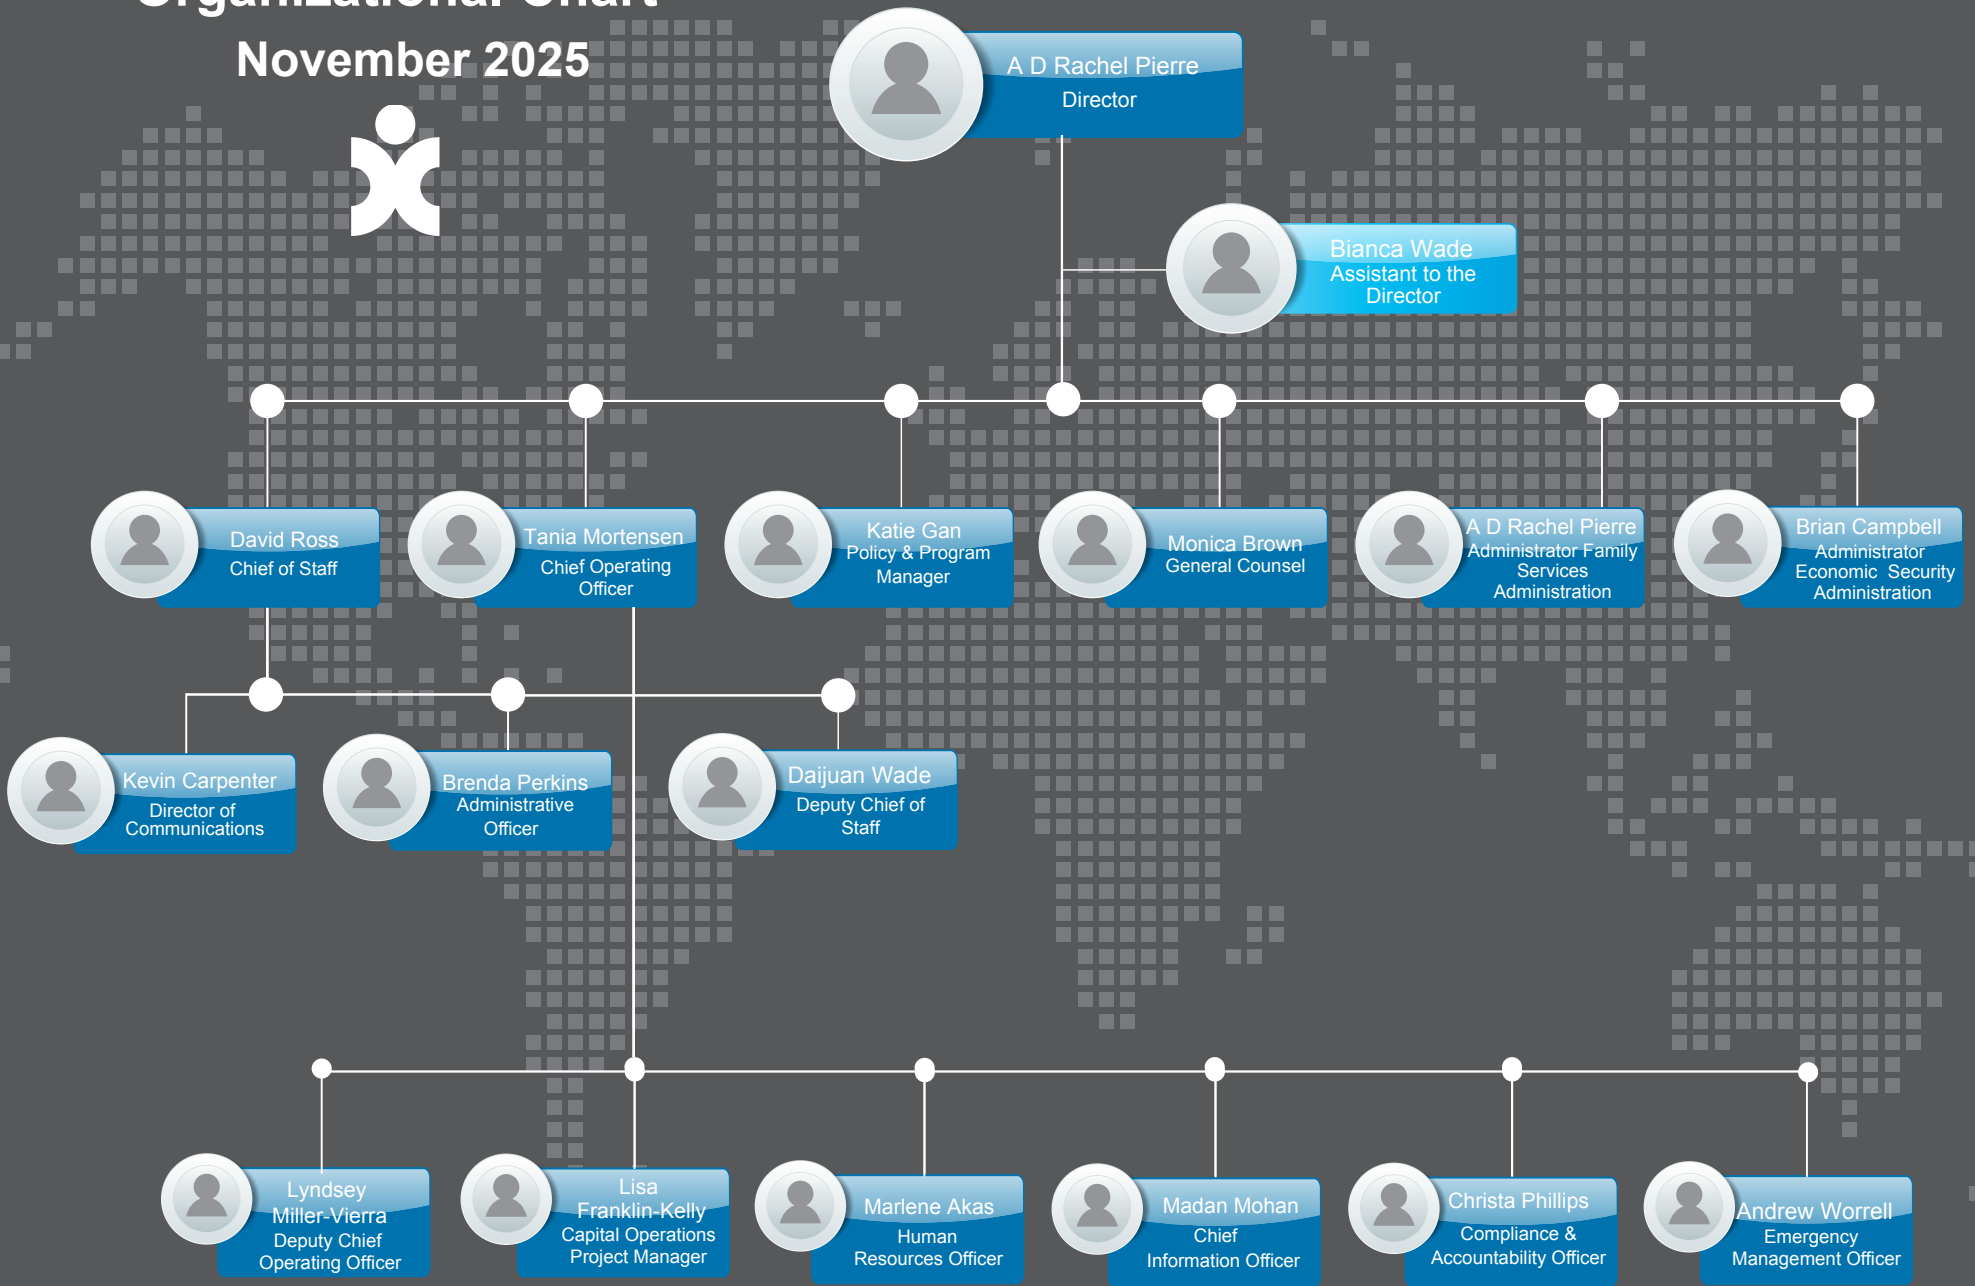 Organizational Chart
November 2025
A D Rachel Pierre
Director
Bianca Wade
Assistant to the
Director
David Ross
Chief of Staff
Tania Mortensen
Chief Operating
Officer
Katie Gan
Policy & Program
Manager
Monica Brown
General Counsel
A D Rachel Pierre
Administrator Family
Services
Administration
Brian Campbell
Administrator
Economic Security
Administration
Kevin Carpenter
Director of
Communications
Brenda Perkins
Administrative
Officer
Daijuan Wade
Deputy Chief of
Staff
Lyndsey
Miller-Vierra
Deputy Chief
Operating Officer
Lisa
Franklin-Kelly
Capital Operations
Project Manager
Marlene Akas
Human
Resources Officer
Madan Mohan
Chief
Information Officer
Christa Phillips
Compliance &
Accountability Officer
Andrew Worrell
Emergency
Management Officer